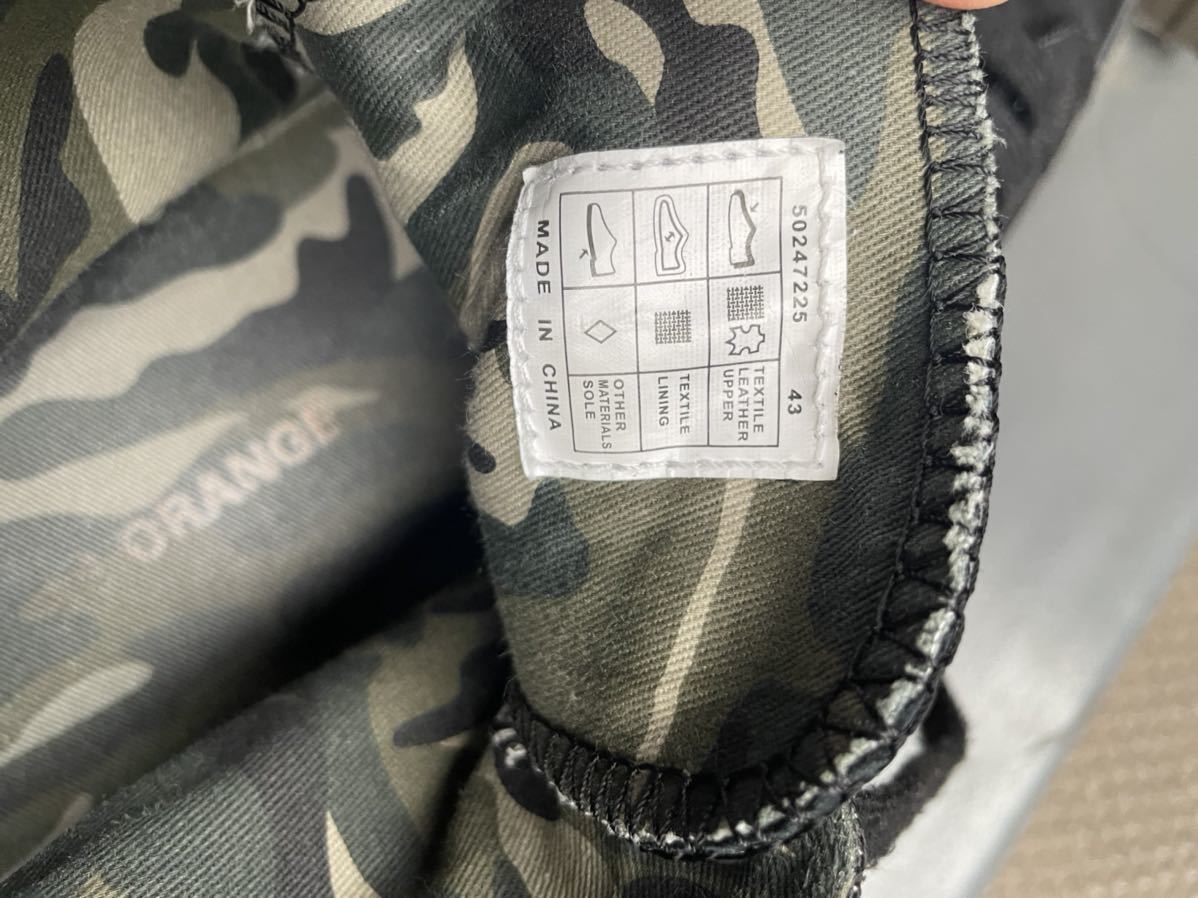 50247225 43
TEXTILE
LEATHER
UPPER
TEXTILE
LINING
OTHER
MATERIALS
SOLE
MADE IN CHINA
ORANGE